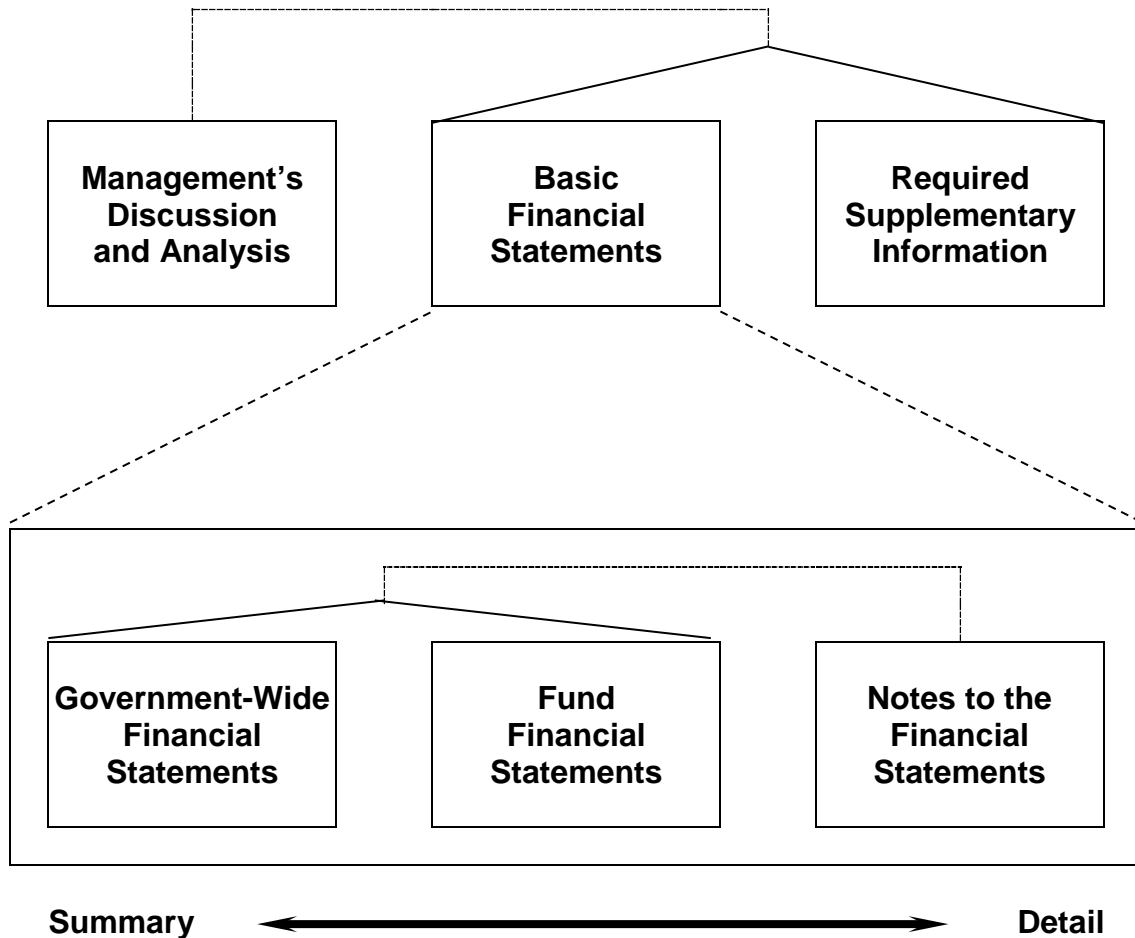 Management’s
Discussion
and Analysis
Basic
Financial
Statements
Required
Supplementary
Information
Government-Wide
Financial
Statements
Fund
Financial
Statements
Notes to the
Financial
Statements
Summary
Detail